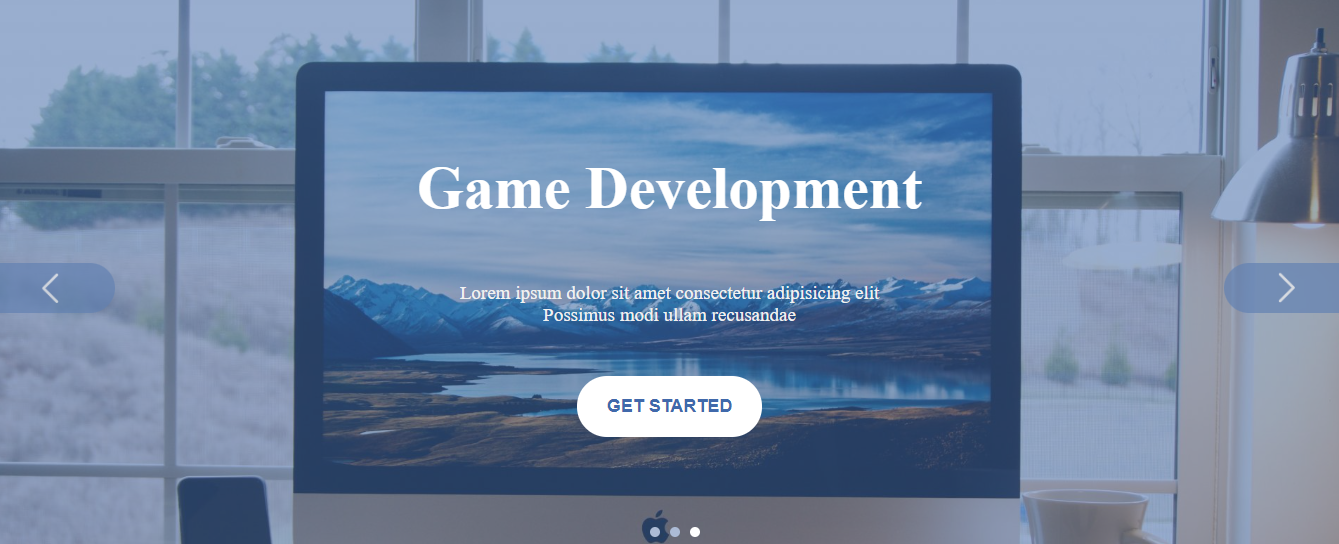 Game Development
Lorem ipsum dolor sit amet consectetur adipisicing elit
Possimus modi ullam recusandae
GET STARTED